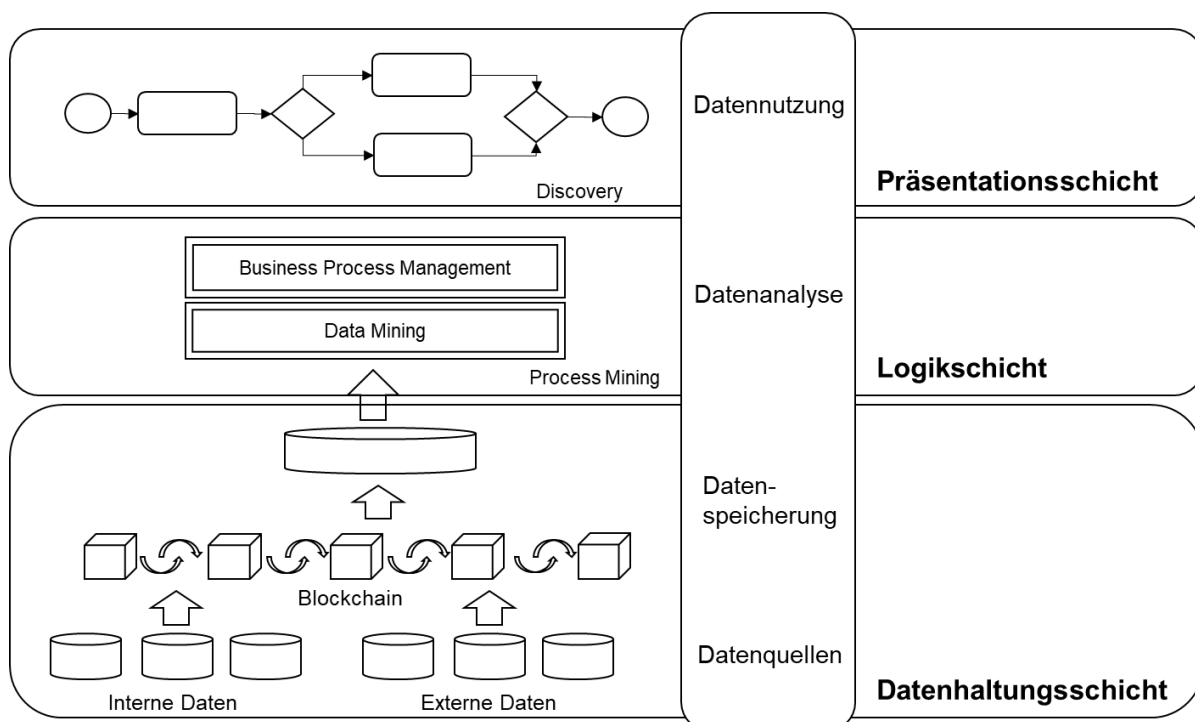 Datennutzung
Präsentationsschicht
Discovery
Business Process Management
Datenanalyse
Data Mining
Logikschicht
Process Mining
Daten-
speicherung
Blockchain
Datenquellen
Interne Daten
Externe Daten
Datenhaltungsschicht